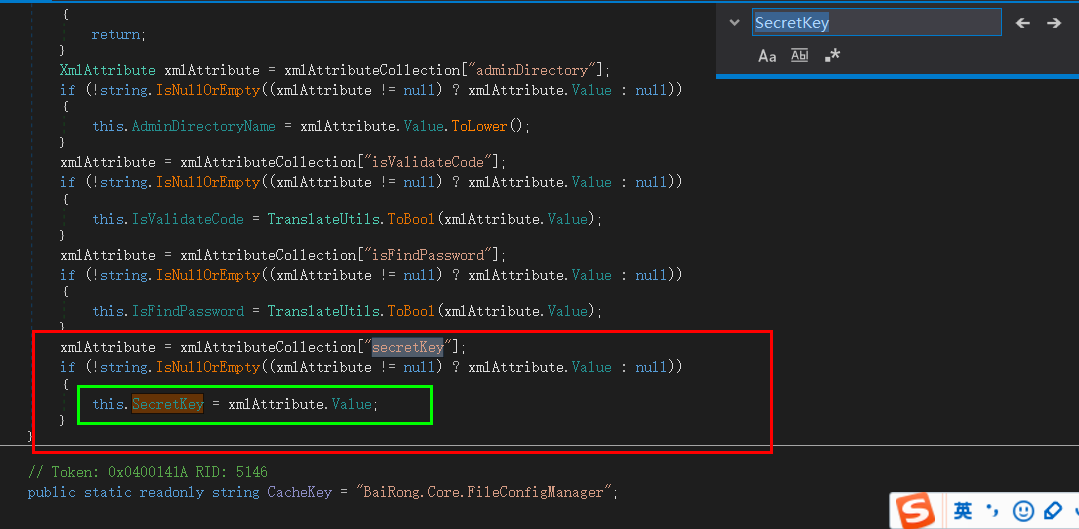 {
return;
}
XmlAttribute xmlAttribute = xmlAttributeCollection["adminDirectory"];
if (!string.IsNullOrEmpty((xmlAttribute != null) ? xmlAttribute.Value : null))
{
this.AdminDirectoryName = xmlAttribute.Value.ToLower();
}
xmlAttribute = xmlAttributeCollection["isValidateCode"];
if (!string.IsNullOrEmpty((xmlAttribute != null) ? xmlAttribute.Value : null))
{
this.IsValidateCode = TranslateUtils.ToBool(xmlAttribute.Value);
}
xmlAttribute = xmlAttributeCollection["isFindPassword"];
if (!string.IsNullOrEmpty((xmlAttribute != null) ? xmlAttribute.Value : null))
{
this.IsFindPassword = TranslateUtils.ToBool(xmlAttribute.Value);
}
xmlAttribute = xmlAttributeCollection["secretKey"];
if (!string.IsNullOrEmpty((xmlAttribute != null) ? xmlAttribute.Value : null))
{
this.SecretKey = xmlAttribute.Value;
}
}
// Token: 0x0400141A RID: 5146
public static readonly string CacheKey = "BaiRong.Core.FileConfigManager";
SecretKey
Aa Abl .*
S 英